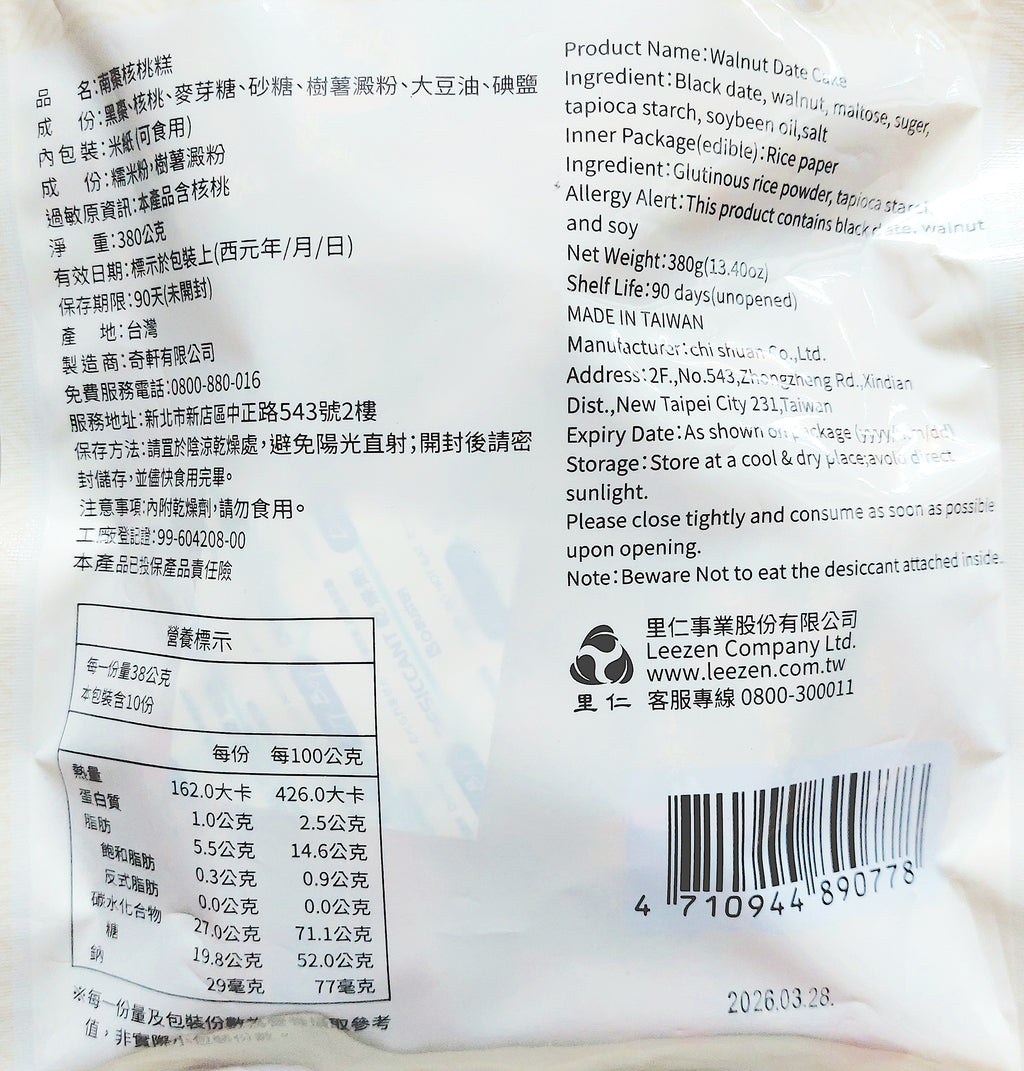 品　名:南棗核桃糕
成　份:黑棗、核桃、麥芽糖、砂糖、樹薯澱粉、大豆油、碘鹽
內包裝:米紙(可食用)
成　份:糯米粉,樹薯澱粉
過敏原資訊:本產品含核桃
淨　重:380公克
有效日期:標示於包裝上(西元年/月/日)
保存期限:90天(未開封)
產　地:台灣
製造商:奇軒有限公司
免費服務電話:0800-880-016
服務地址:新北市新店區中正路543號2樓
保存方法:請置於陰涼乾燥處,避免陽光直射;開封後請密
封儲存,並儘快食用完畢。
注意事項:內附乾燥劑,請勿食用。
工廠登記證:99-604208-00
本產品已投保產品責任險
營養標示
每一份量38公克
本包裝含10份
每份 每100公克
熱量 162.0大卡 426.0大卡
蛋白質 1.0公克 2.5公克
脂肪 5.5公克 14.6公克
飽和脂肪 0.3公克 0.9公克
反式脂肪 0.0公克 0.0公克
碳水化合物 27.0公克 71.1公克
糖 19.8公克 52.0公克
鈉 29毫克 77毫克
※每一份量及包裝份數 取參考
值,非實際
Product Name:Walnut Date Cake
Ingredient:Black date, walnut, maltose, suger,
tapioca starch, soybeen oil,salt
Inner Package(edible):Rice paper
Ingredient:Glutinous rice powder, tapioca starch
Allergy Alert:This product contains black date, walnut
and soy
Net Weight:380g(13.40oz)
Shelf Life:90 days(unopened)
MADE IN TAIWAN
Manufacturer:chi shuan Co.,Ltd.
Address:2F.,No.543,Zhongzheng Rd.,Xindian
Dist.,New Taipei City 231,Taiwan
Expiry Date:As shown on package (yyyy/mm/dd)
Storage:Store at a cool & dry place;avold direct
sunlight.
Please close tightly and consume as soon as possible
upon opening.
Note:Beware Not to eat the desiccant attached inside.
里仁
里仁事業股份有限公司
Leezen Company Ltd.
www.leezen.com.tw
客服專線 0800-300011
4 710944 890778
2026.03.28.